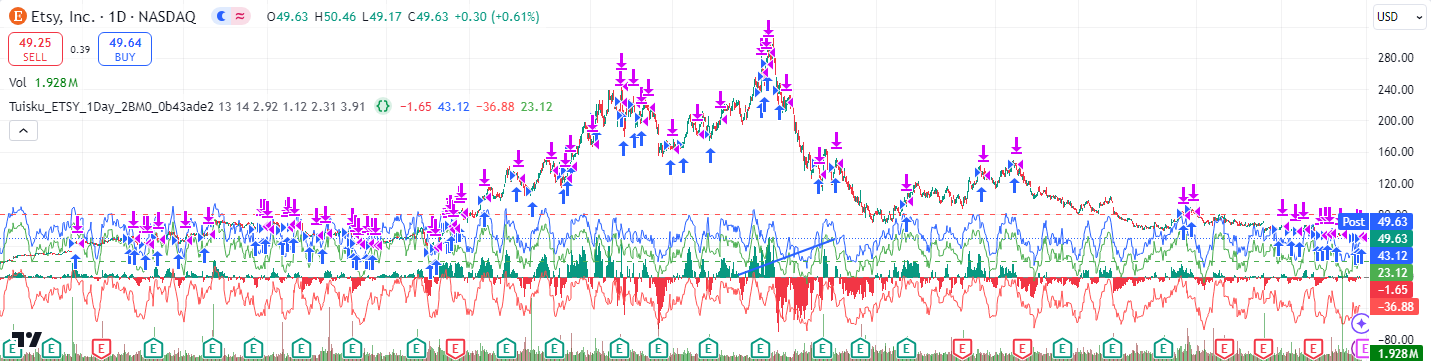 Etsy, Inc. · 1D · NASDAQ O49.63 H50.46 L49.17 C49.63 +0.30 (+0.61%)
USD
49.25 SELL
0.39
49.64 BUY
Vol 1.928M
Tuisku_ETSY_1Day_2BM0_0b43ade2 13 14 2.92 1.12 2.31 3.91 −1.65 43.12 −36.88 23.12
280.00
240.00
200.00
160.00
120.00
Post 49.63
49.63
43.12
23.12
−1.65
−36.88
−80.00
1.928M
E E E E E E E E E E E E E E E E E E E E E E E E E E E